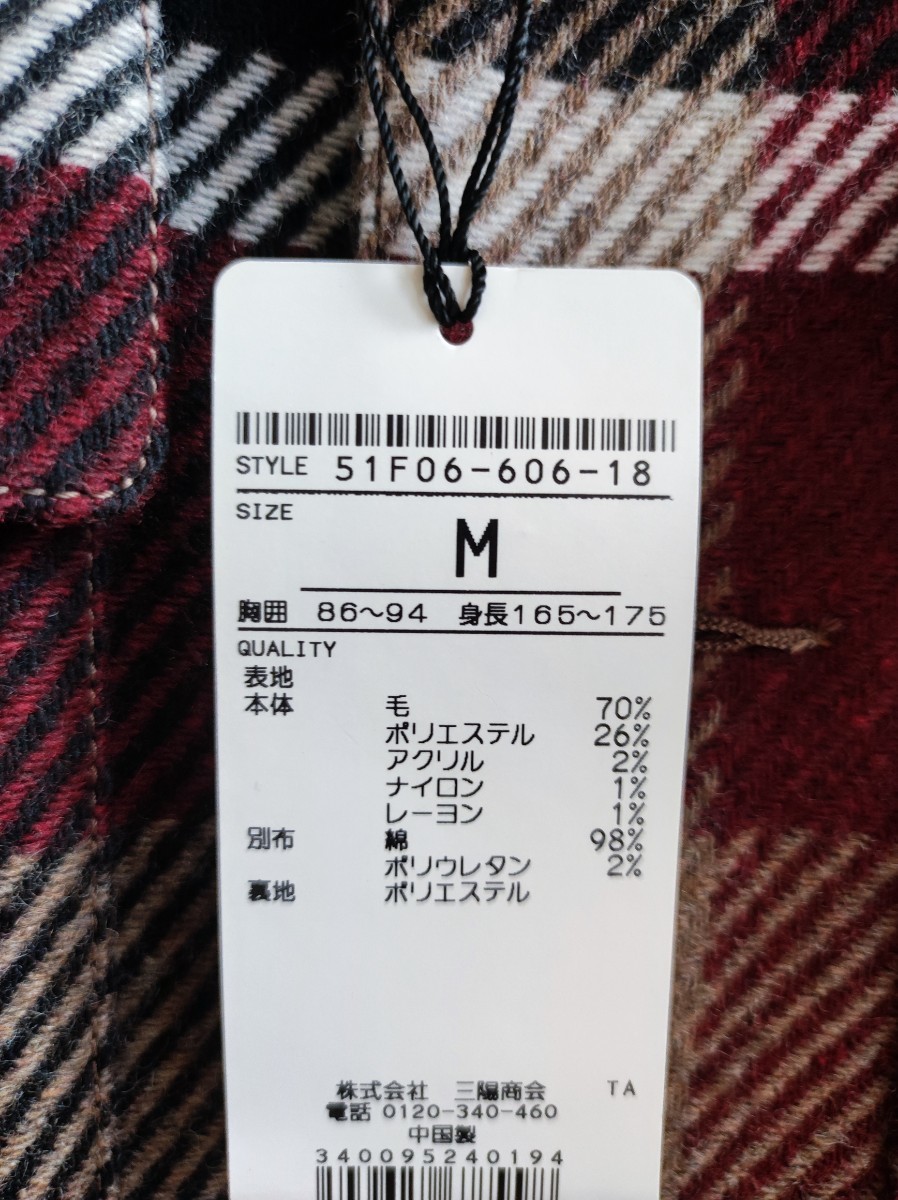 STYLE 51F06-606-18
SIZE
M
胸囲 86〜94 身長165〜175
QUALITY
表地
本体 毛 70%
ポリエステル 26%
アクリル 2%
ナイロン 1%
レーヨン 1%
別布 綿 98%
ポリウレタン 2%
裏地 ポリエステル
株式会社 三陽商会 TA
電話 0120-340-460
中国製
340095240194